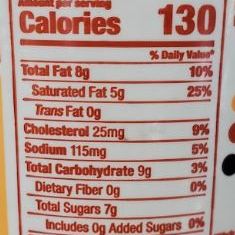 Amount per serving
Calories 130
% Daily Value*
Total Fat 8g 10%
Saturated Fat 5g 25%
Trans Fat 0g
Cholesterol 25mg 9%
Sodium 115mg 5%
Total Carbohydrate 9g 3%
Dietary Fiber 0g 0%
Total Sugars 7g
Includes 0g Added Sugars 0%